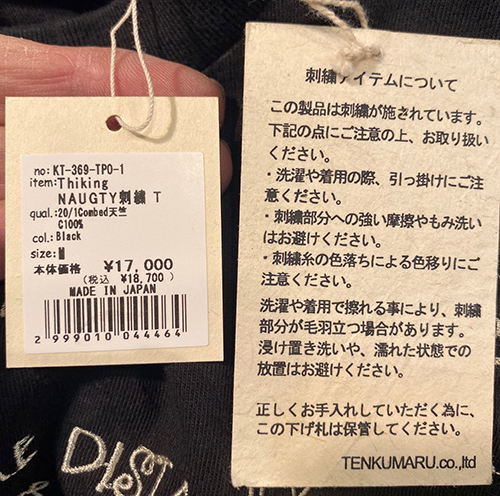 no: KT-369-TPO-1
item: Thiking
NAUGTY刺繍 T
qual.: 20/1Combed天竺
C100%
col.: Black
size: M
本体価格 ¥17,000
(税込 ¥18,700)
MADE IN JAPAN
2 999010 044464
刺繍アイテムについて
この製品は刺繍が施されています。
下記の点にご注意の上、お取り扱い
ください。
・洗濯や着用の際、引っ掛けにご注
意ください。
・刺繍部分への強い摩擦やもみ洗い
はお避けください。
・刺繍糸の色落ちによる色移りにご
注意ください。
洗濯や着用で擦れる事により、刺繍
部分が毛羽立つ場合があります。
浸け置き洗いや、濡れた状態での
放置はお避けください。
正しくお手入れしていただく為に、
この下げ札は保管してください。
TENKUMARU.co.,ltd